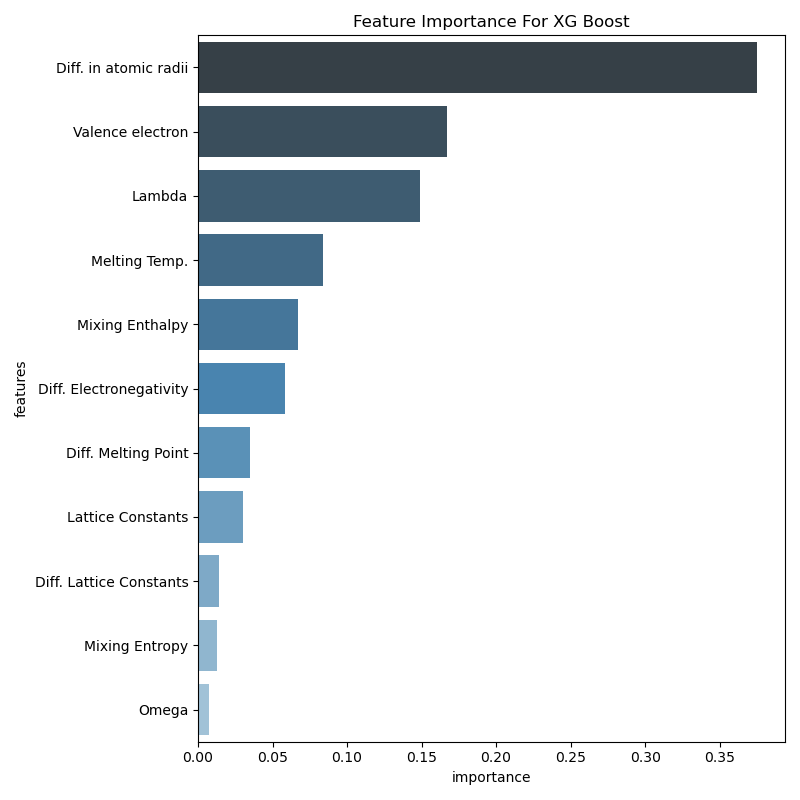 Feature Importance For XG Boost
Diff. in atomic radii
Valence electron
Lambda
Melting Temp.
Mixing Enthalpy
Diff. Electronegativity
Diff. Melting Point
Lattice Constants
Diff. Lattice Constants
Mixing Entropy
Omega
features
0.00 0.05 0.10 0.15 0.20 0.25 0.30 0.35
importance